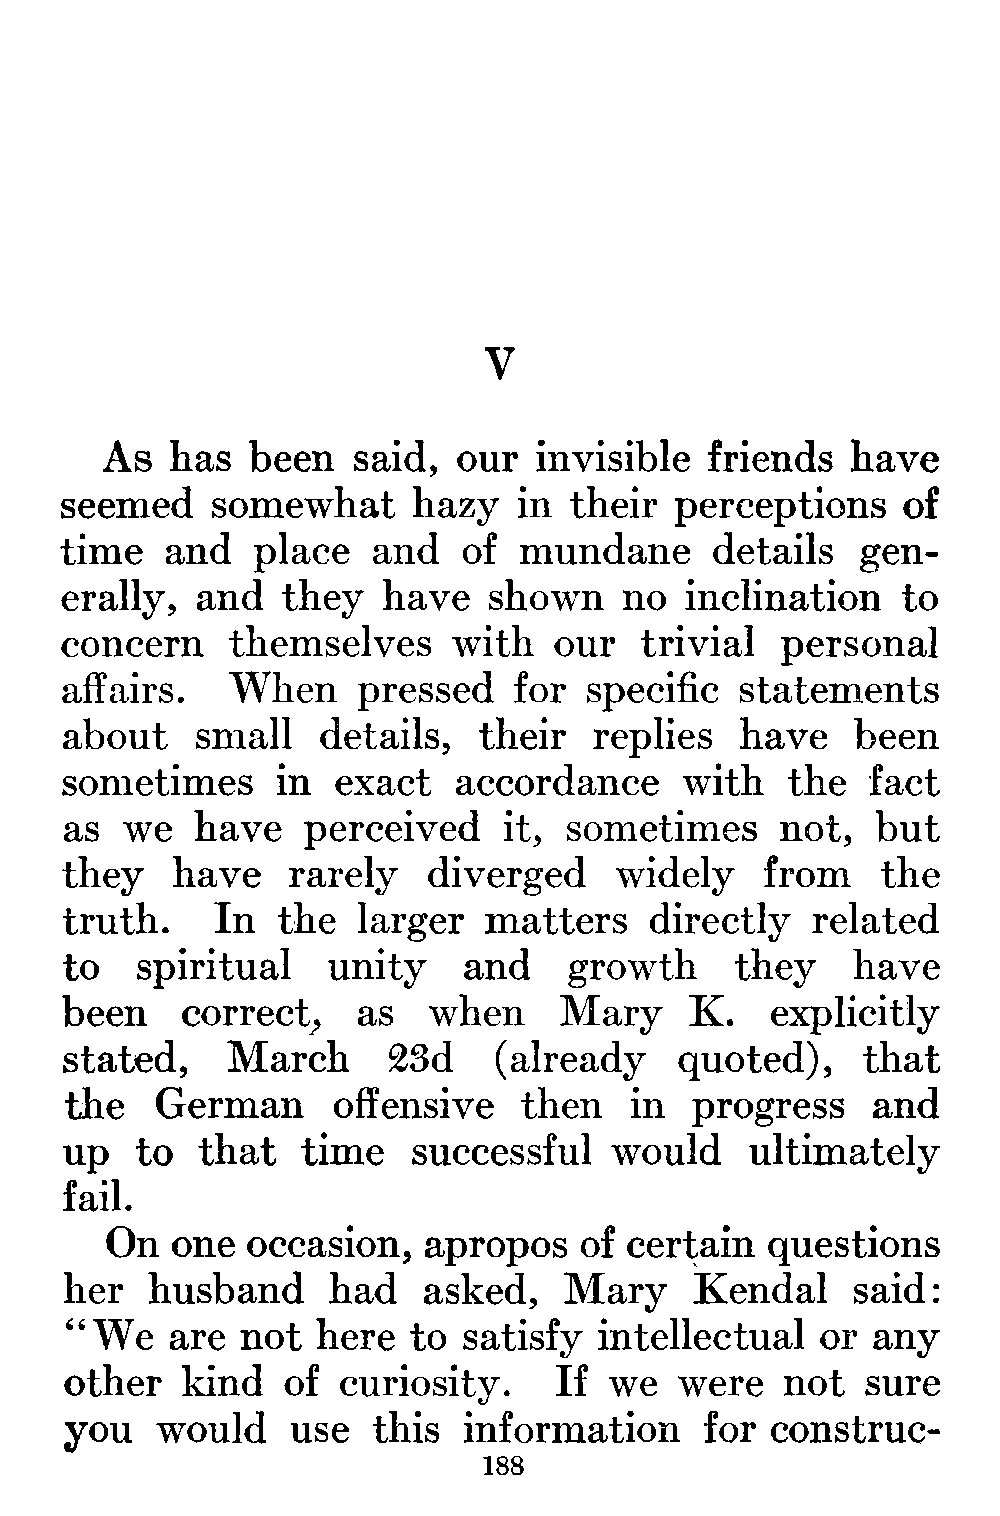 V
As has been said, our invisible friends have
seemed somewhat hazy in their perceptions of
time and place and of mundane details gen-
erally, and they have shown no inclination to
concern themselves with our trivial personal
affairs. When pressed for specific statements
about small details, their replies have been
sometimes in exact accordance with the fact
as we have perceived it, sometimes not, but
they have rarely diverged widely from the
truth. In the larger matters directly related
to spiritual unity and growth they have
been correct, as when Mary K. explicitly
stated, March 23d (already quoted), that
the German offensive then in progress and
up to that time successful would ultimately
fail.
On one occasion, apropos of certain questions
her husband had asked, Mary Kendal said:
“We are not here to satisfy intellectual or any
other kind of curiosity. If we were not sure
you would use this information for construc-
188